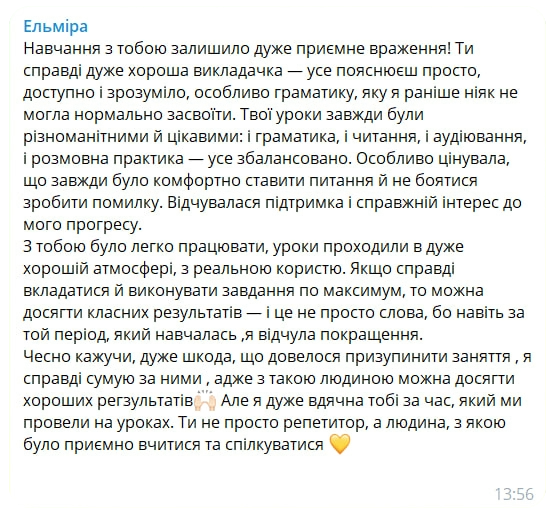 Ельміра
Навчання з тобою залишило дуже приємне враження! Ти
справді дуже хороша викладачка — усе пояснюєш просто,
доступно і зрозуміло, особливо граматику, яку я раніше ніяк не
могла нормально засвоїти. Твої уроки завжди були
різноманітними й цікавими: і граматика, і читання, і аудіювання,
і розмовна практика — усе збалансовано. Особливо цінувала,
що завжди було комфортно ставити питання й не боятися
зробити помилку. Відчувалася підтримка і справжній інтерес до
мого прогресу.
З тобою було легко працювати, уроки проходили в дуже
хорошій атмосфері, з реальною користю. Якщо справді
вкладатися й виконувати завдання по максимум, то можна
досягти класних результатів — і це не просто слова, бо навіть за
той період, який навчалась ,я відчула покращення.
Чесно кажучи, дуже шкода, що довелося призупинити заняття , я
справді сумую за ними , адже з такою людиною можна досягти
хороших регзультатів🙌🏻 Але я дуже вдячна тобі за час, який ми
провели на уроках. Ти не просто репетитор, а людина, з якою
було приємно вчитися та спілкуватися 💛
13:56